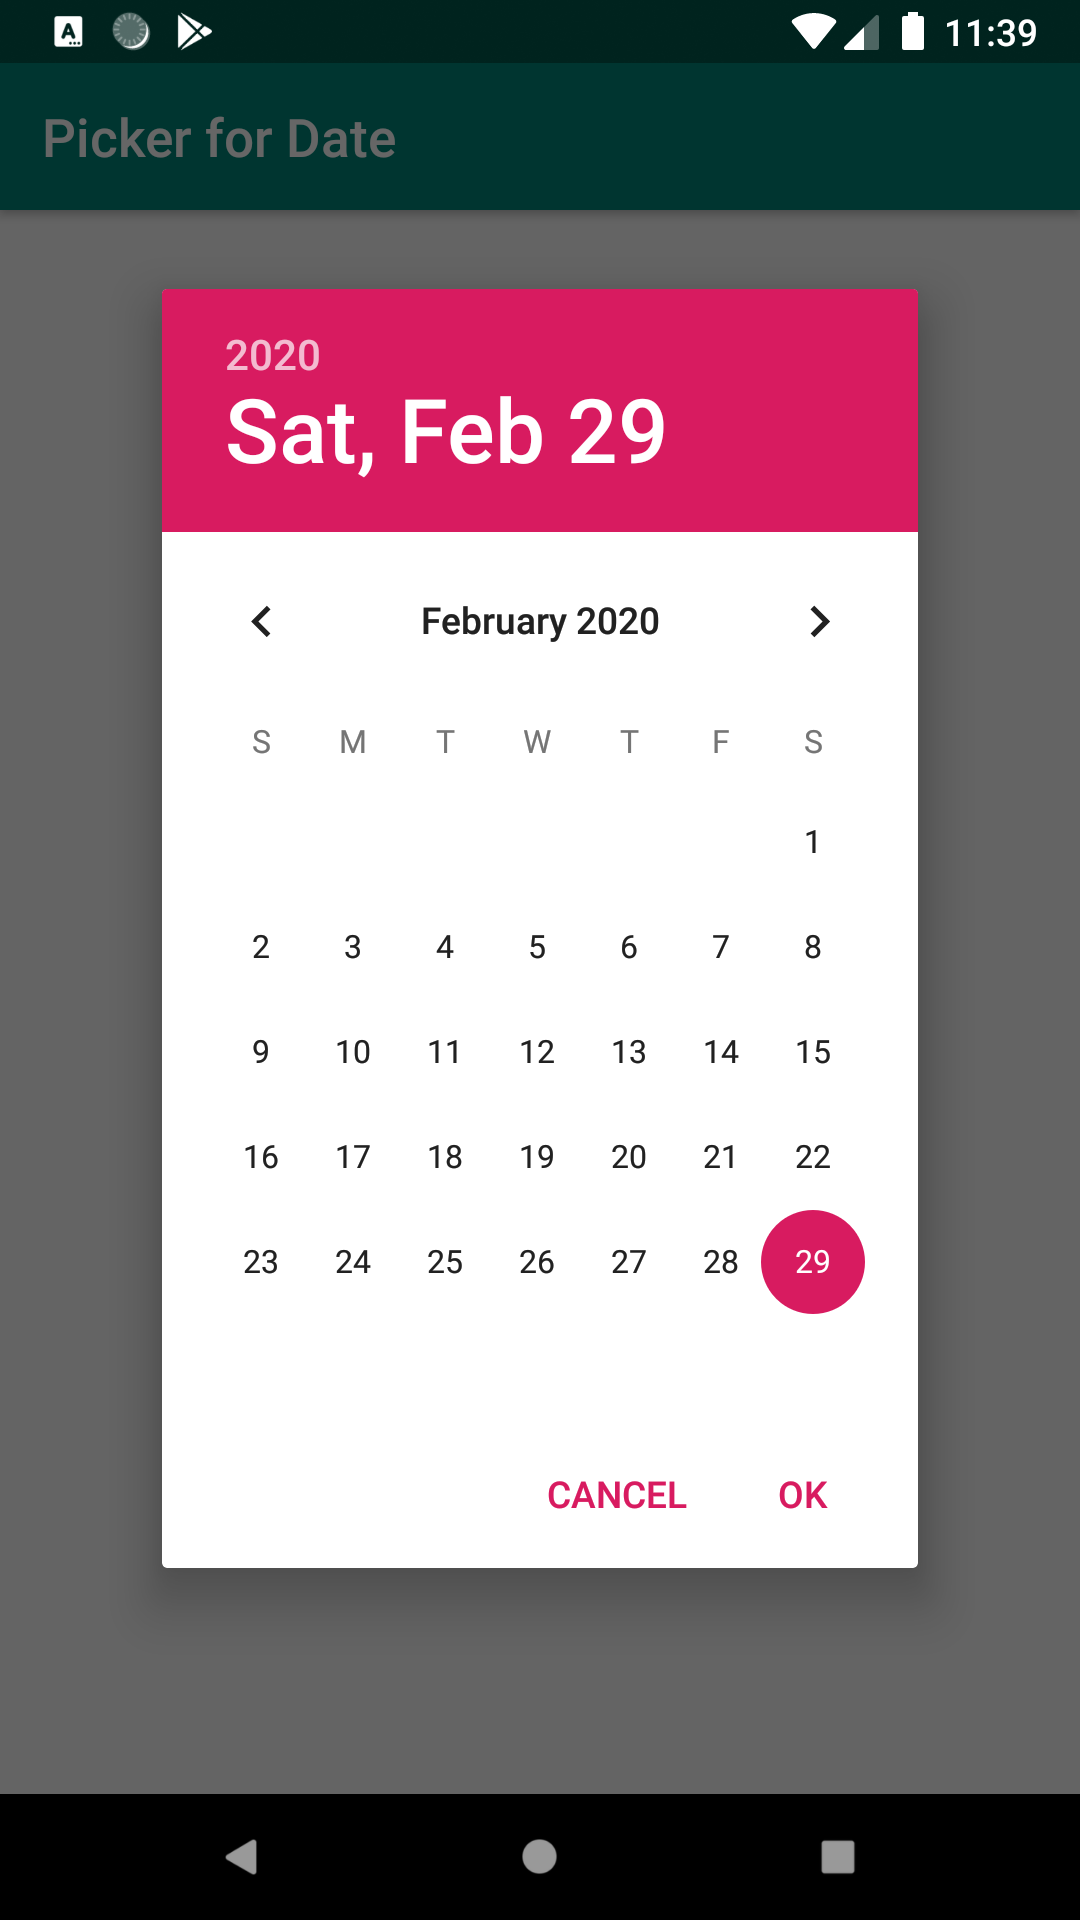 11:39
Picker for Date
2020
Sat, Feb 29
February 2020
S M T W T F S
1
2 3 4 5 6 7 8
9 10 11 12 13 14 15
16 17 18 19 20 21 22
23 24 25 26 27 28 29
CANCEL OK